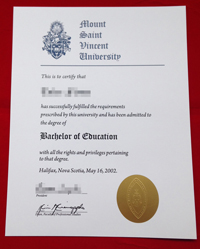 Mount
Saint
Vincent
University
This is to certify that
has successfully fulfilled the requirements
prescribed by this university and has been admitted
to the degree of
Bachelor of Education
with all the rights and privileges pertaining
to that degree.
Halifax, Nova Scotia, May 16, 2002.